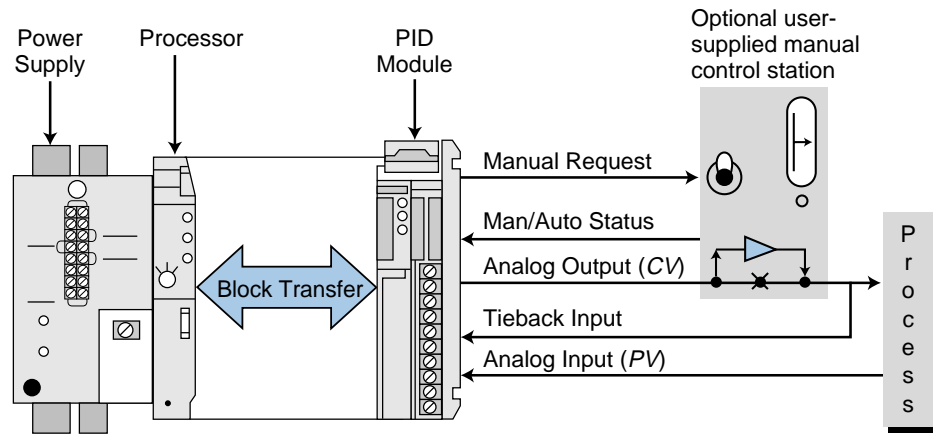 Power
Supply
Processor
PID
Module
Optional user-
supplied manual
control station
Manual Request
Man/Auto Status
Analog Output (CV)
Block Transfer
Tieback Input
Analog Input (PV)
Process